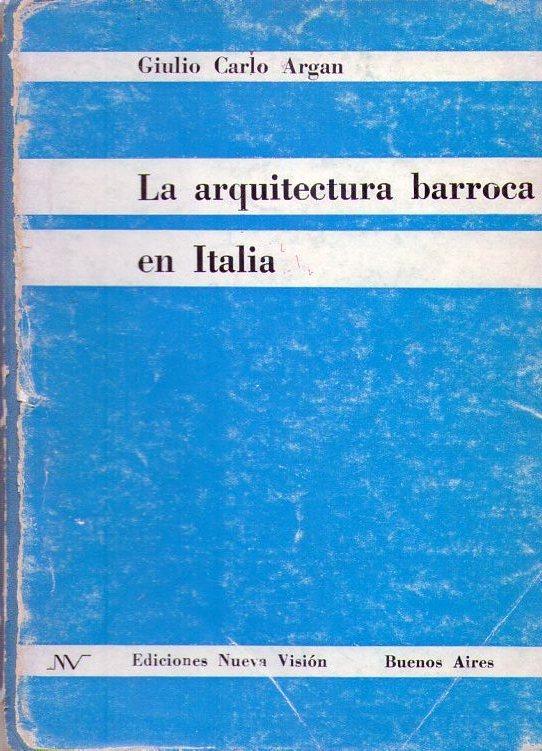 Giulio Carlo Argan
La arquitectura barroca
en Italia
NV Ediciones Nueva Visión Buenos Aires